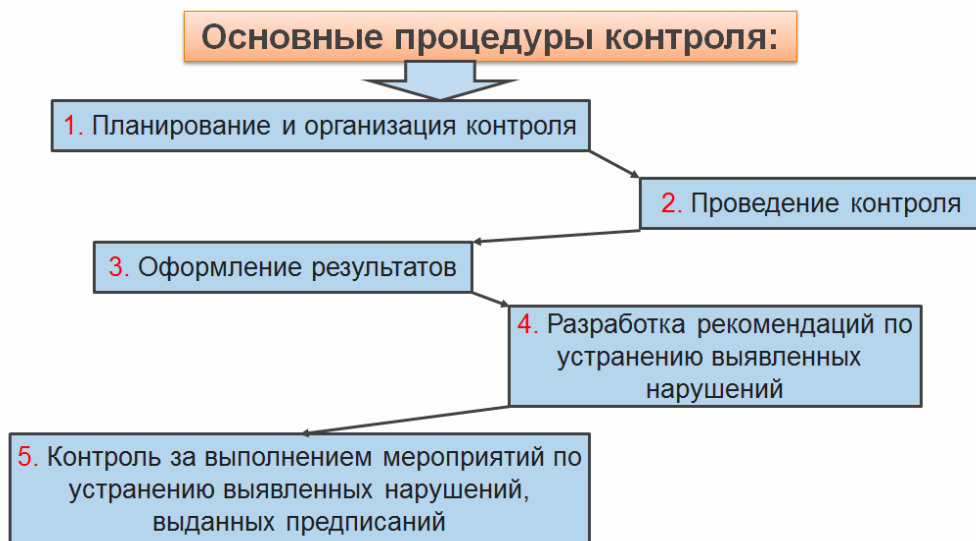 Основные процедуры контроля:
1. Планирование и организация контроля
2. Проведение контроля
3. Оформление результатов
4. Разработка рекомендаций по
устранению выявленных
нарушений
5. Контроль за выполнением мероприятий по
устранению выявленных нарушений,
выданных предписаний